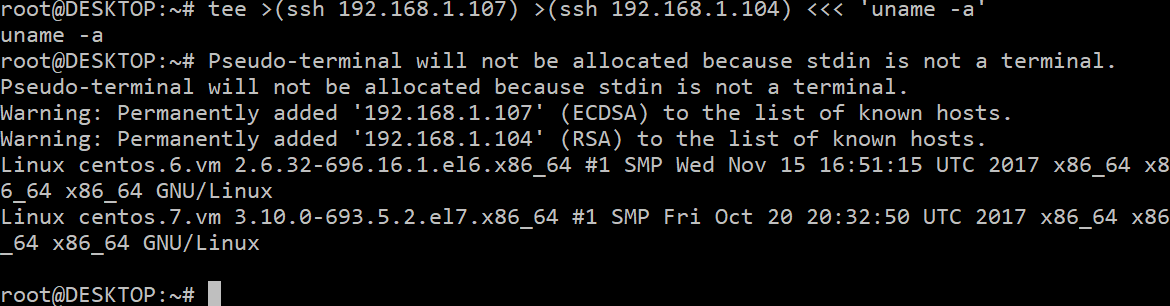 root@DESKTOP:~# tee >(ssh 192.168.1.107) >(ssh 192.168.1.104) <<< 'uname -a'
uname -a
root@DESKTOP:~# Pseudo-terminal will not be allocated because stdin is not a terminal.
Pseudo-terminal will not be allocated because stdin is not a terminal.
Warning: Permanently added '192.168.1.107' (ECDSA) to the list of known hosts.
Warning: Permanently added '192.168.1.104' (RSA) to the list of known hosts.
Linux centos.6.vm 2.6.32-696.16.1.el6.x86_64 #1 SMP Wed Nov 15 16:51:15 UTC 2017 x86_64 x8
6_64 x86_64 GNU/Linux
Linux centos.7.vm 3.10.0-693.5.2.el7.x86_64 #1 SMP Fri Oct 20 20:32:50 UTC 2017 x86_64 x86
_64 x86_64 GNU/Linux
root@DESKTOP:~#